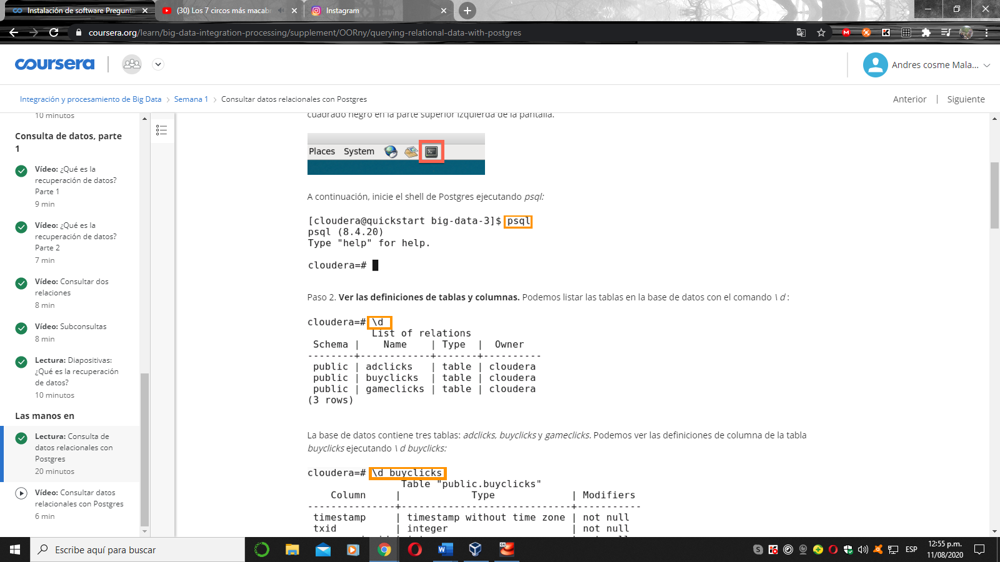 Instalación de software Pregunta
(30) Los 7 circos más macabr
Instagram
coursera.org/learn/big-data-integration-processing/supplement/OORny/querying-relational-data-with-postgres
coursera
Andres cosme Mala...
Integración y procesamiento de Big Data > Semana 1 > Consultar datos relacionales con Postgres
Anterior | Siguiente
10 minutos
Consulta de datos, parte
1
Vídeo: ¿Qué es la
recuperación de datos?
Parte 1
9 min
Vídeo: ¿Qué es la
recuperación de datos?
Parte 2
7 min
Vídeo: Consultar dos
relaciones
8 min
Vídeo: Subconsultas
8 min
Lectura: Diapositivas:
¿Qué es la recuperación
de datos?
10 minutos
Las manos en
Lectura: Consulta de
datos relacionales con
Postgres
20 minutos
Vídeo: Consultar datos
relacionales con Postgres
6 min
cuadrado negro en la parte superior izquierda de la pantalla.
Places System
A continuación, inicie el shell de Postgres ejecutando psql:
[cloudera@quickstart big-data-3]$ psql
psql (8.4.20)
Type "help" for help.
cloudera=#
Paso 2. Ver las definiciones de tablas y columnas. Podemos listar las tablas en la base de datos con el comando \ d :
cloudera=# \d
List of relations
Schema | Name | Type | Owner
--------+------------+-------+----------
public | adclicks | table | cloudera
public | buyclicks | table | cloudera
public | gameclicks | table | cloudera
(3 rows)
La base de datos contiene tres tablas: adclicks, buyclicks y gameclicks. Podemos ver las definiciones de columna de la tabla
buyclicks ejecutando \ d buyclicks:
cloudera=# \d buyclicks
Table "public.buyclicks"
Column | Type | Modifiers
---------------+-----------------------------+-----------
timestamp | timestamp without time zone | not null
txid | integer | not null
Escribe aquí para buscar
ESP
12:55 p.m.
11/08/2020